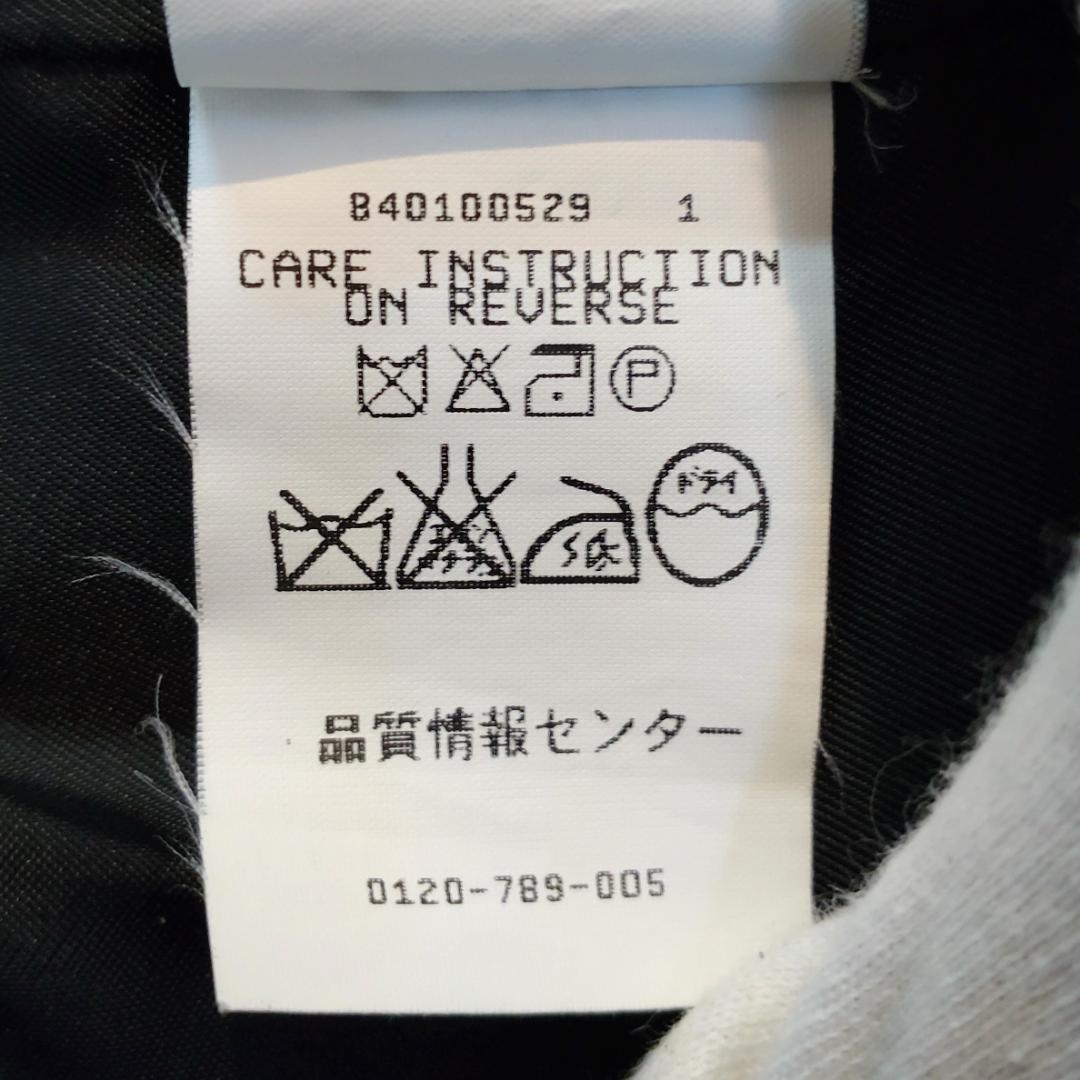 840100529 1
CARE INSTRUCTION
ON REVERSE
P
ドライ
品質情報センター
0120-789-005